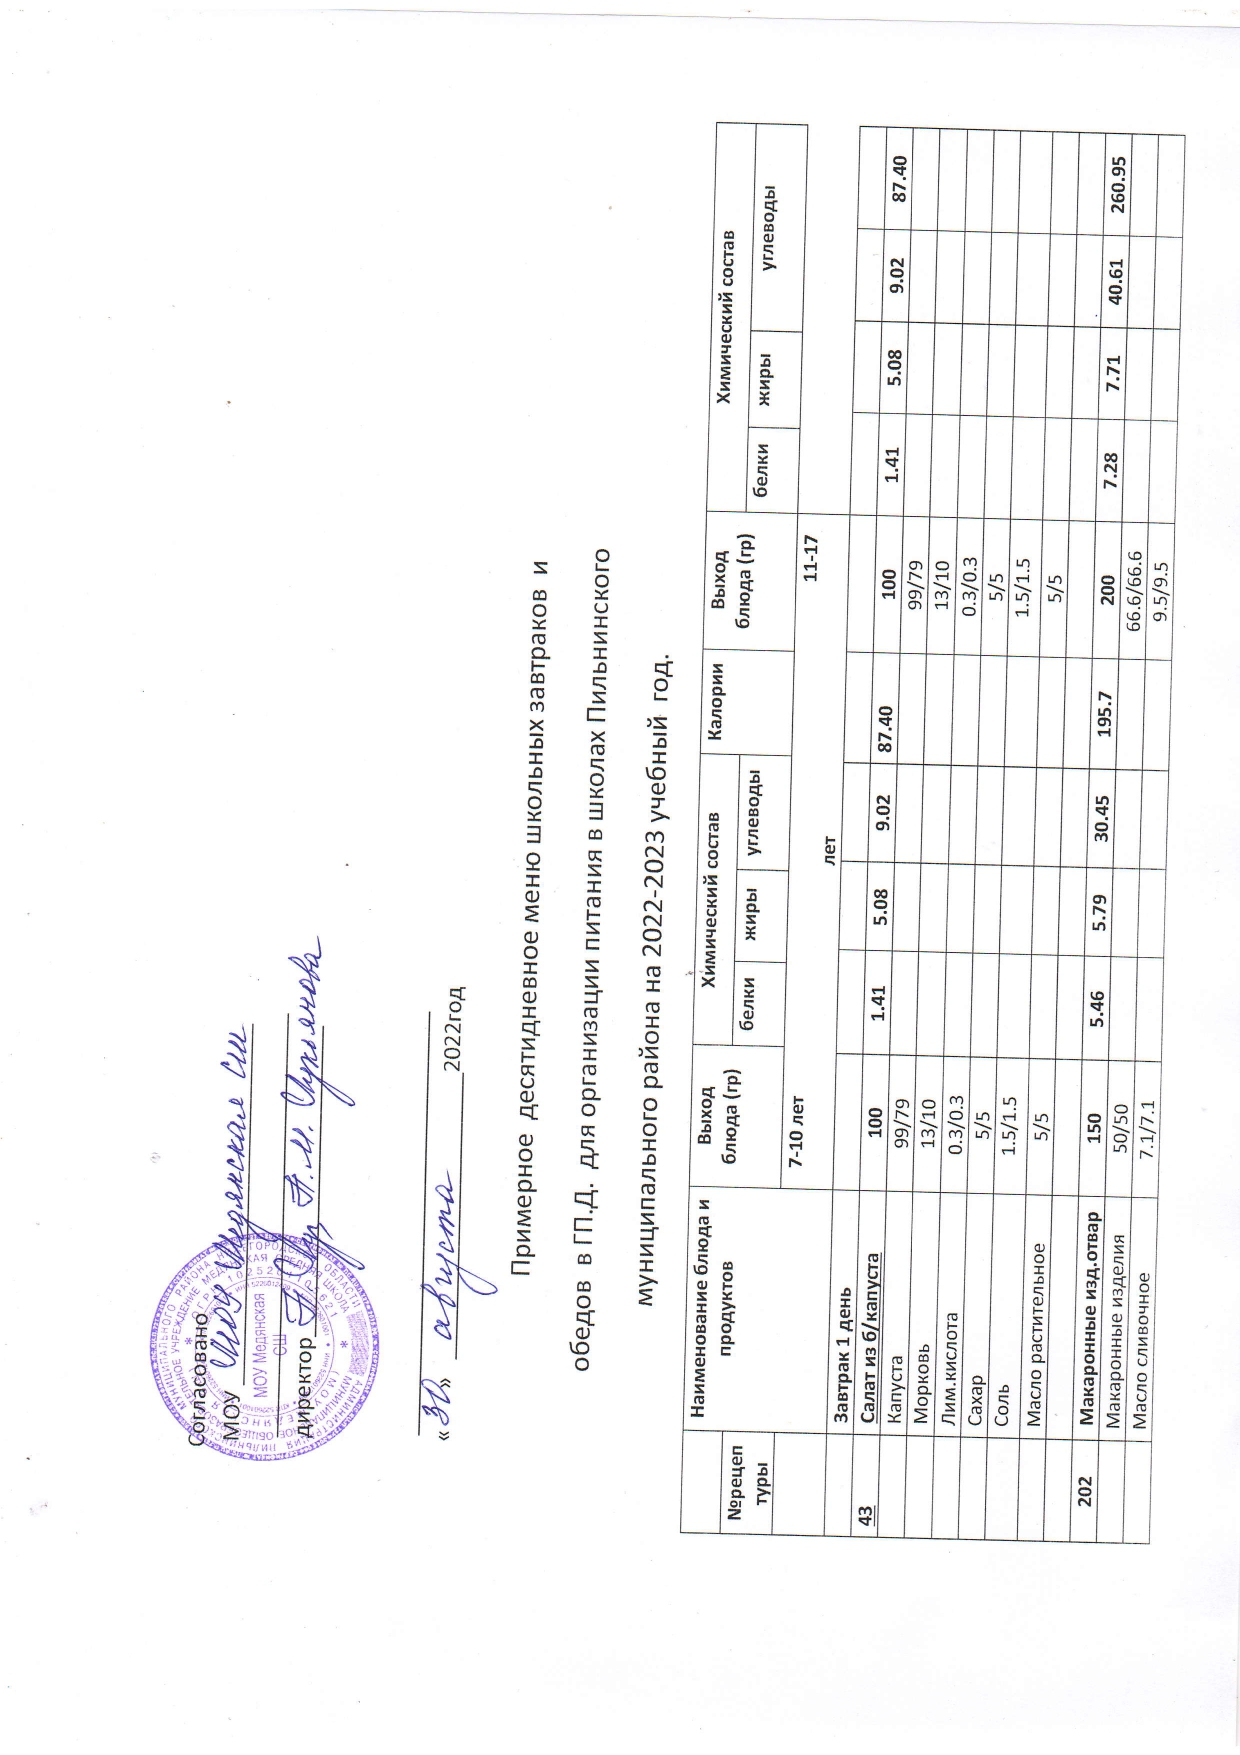 Согласовано
МОУ Медянская СШ
директор Н.М. Лукьянова
«30» августа 2022год
МОУ Медянская
СШ
Примерное десятидневное меню школьных завтраков и
обедов в ГП.Д. для организации питания в школах Пильнинского
муниципального района на 2022-2023 учебный год.
№рецептуры Наименование блюда и продуктов Выход блюда (гр) Химический состав Калории Выход блюда (гр) Химический состав
белки жиры углеводы белки жиры углеводы
7-10 лет 11-17
лет
Завтрак 1 день
43 Салат из б/капуста 100 1.41 5.08 9.02 87.40 100 1.41 5.08 9.02 87.40
Капуста 99/79 99/79
Морковь 13/10 13/10
Лим.кислота 0.3/0.3 0.3/0.3
Сахар 5/5 5/5
Соль 1.5/1.5 1.5/1.5
Масло растительное 5/5 5/5
202 Макаронные изд.отвар 150 5.46 5.79 30.45 195.7 200 7.28 7.71 40.61 260.95
Макаронные изделия 50/50 66.6/66.6
Масло сливочное 7.1/7.1 9.5/9.5